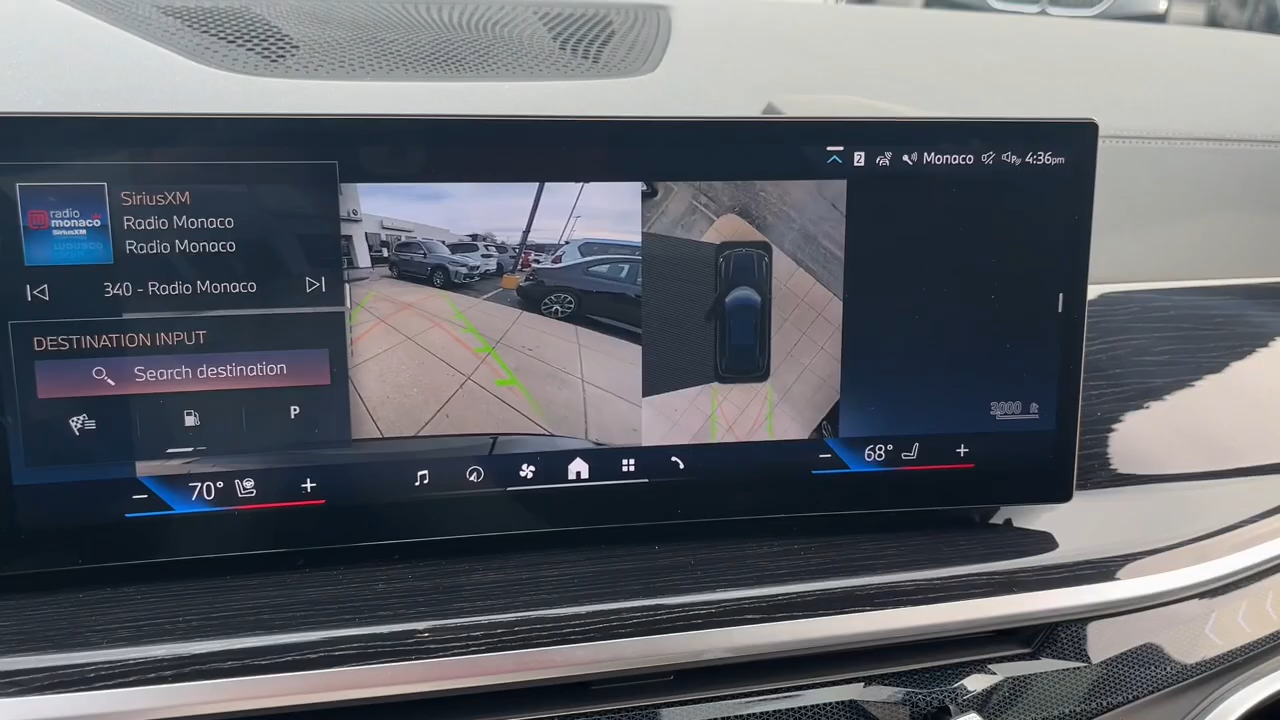 2 Monaco 4:36pm
radio
monaco
SiriusXM
SiriusXM
Radio Monaco
Radio Monaco
340 - Radio Monaco
DESTINATION INPUT
Search destination
P
3000 ft
70°
68°